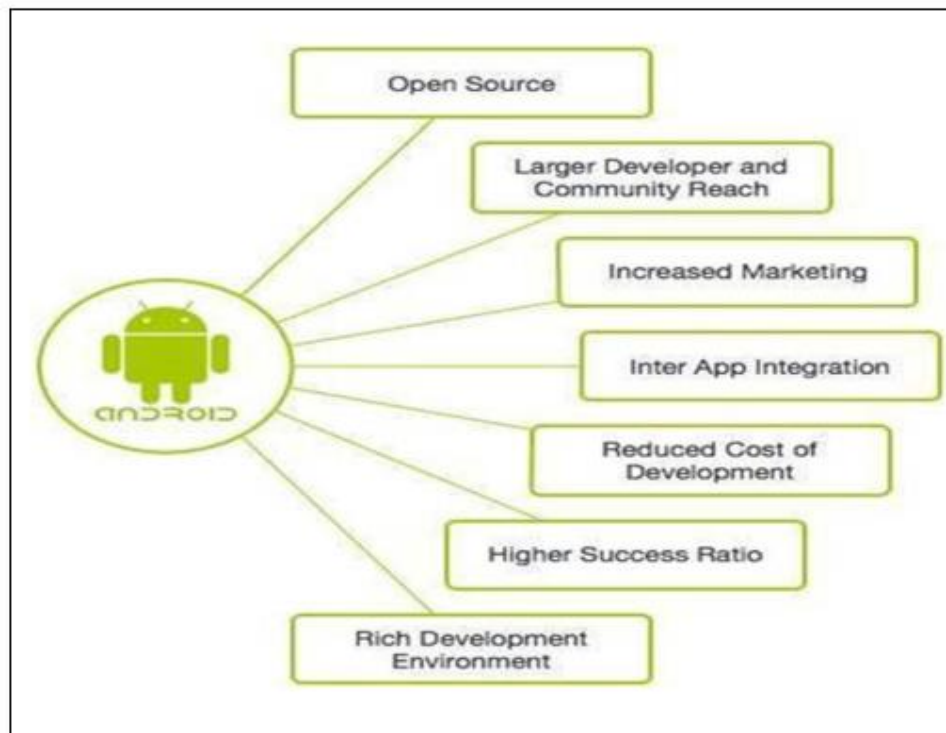 Open Source
Larger Developer and
Community Reach
Increased Marketing
Inter App Integration
Reduced Cost of
Development
Higher Success Ratio
Rich Development
Environment
ANDROID